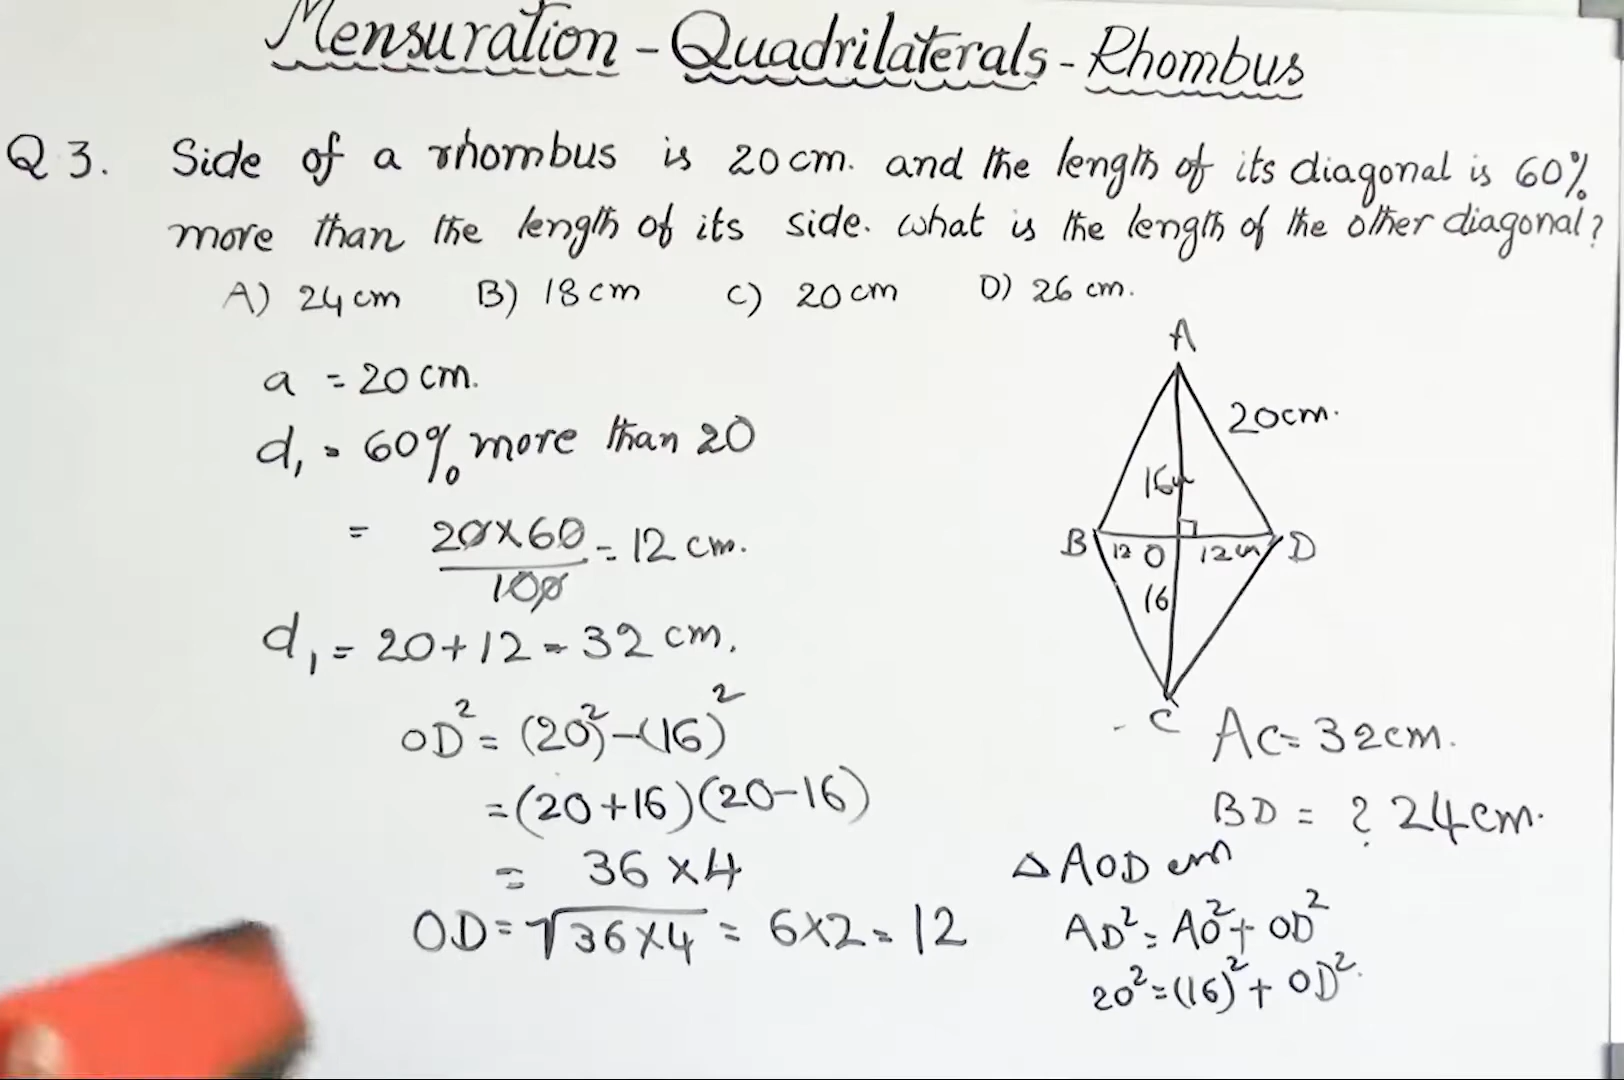 Mensuration - Quadrilaterals - Rhombus
Q 3. Side of a rhombus is 20 cm. and the length of its diagonal is 60%
more than the length of its side. what is the length of the other diagonal?
A) 24 cm B) 18 cm C) 20 cm D) 26 cm.
a = 20 cm.
d₁ = 60% more than 20
= 20×60/100 = 12 cm.
d₁ = 20+12 = 32 cm.
OD² = (20)² - (16)²
= (20+16)(20-16)
= 36 × 4
OD = √36×4 = 6×2 = 12
A
20cm.
16
B 12 O 12 D
16
C
AC = 32cm.
BD = ? 24cm.
△AOD
AD² = AO² + OD²
20² = (16)² + OD².